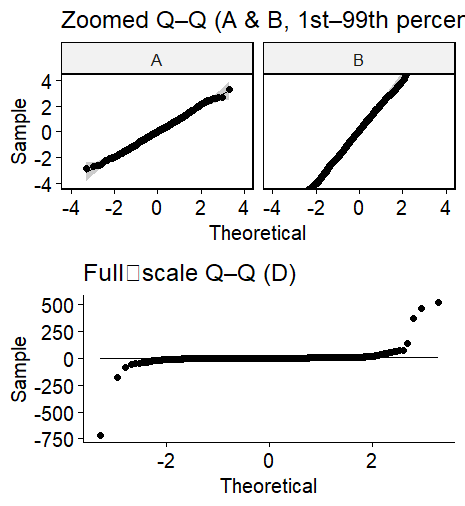 Zoomed Q–Q (A & B, 1st–99th percen
A B
4
2
0
-2
-4
Sample
-4 -2 0 2 4 -4 -2 0 2 4
Theoretical
Full□scale Q–Q (D)
500
250
0
-250
-500
-750
Sample
-2 0 2
Theoretical